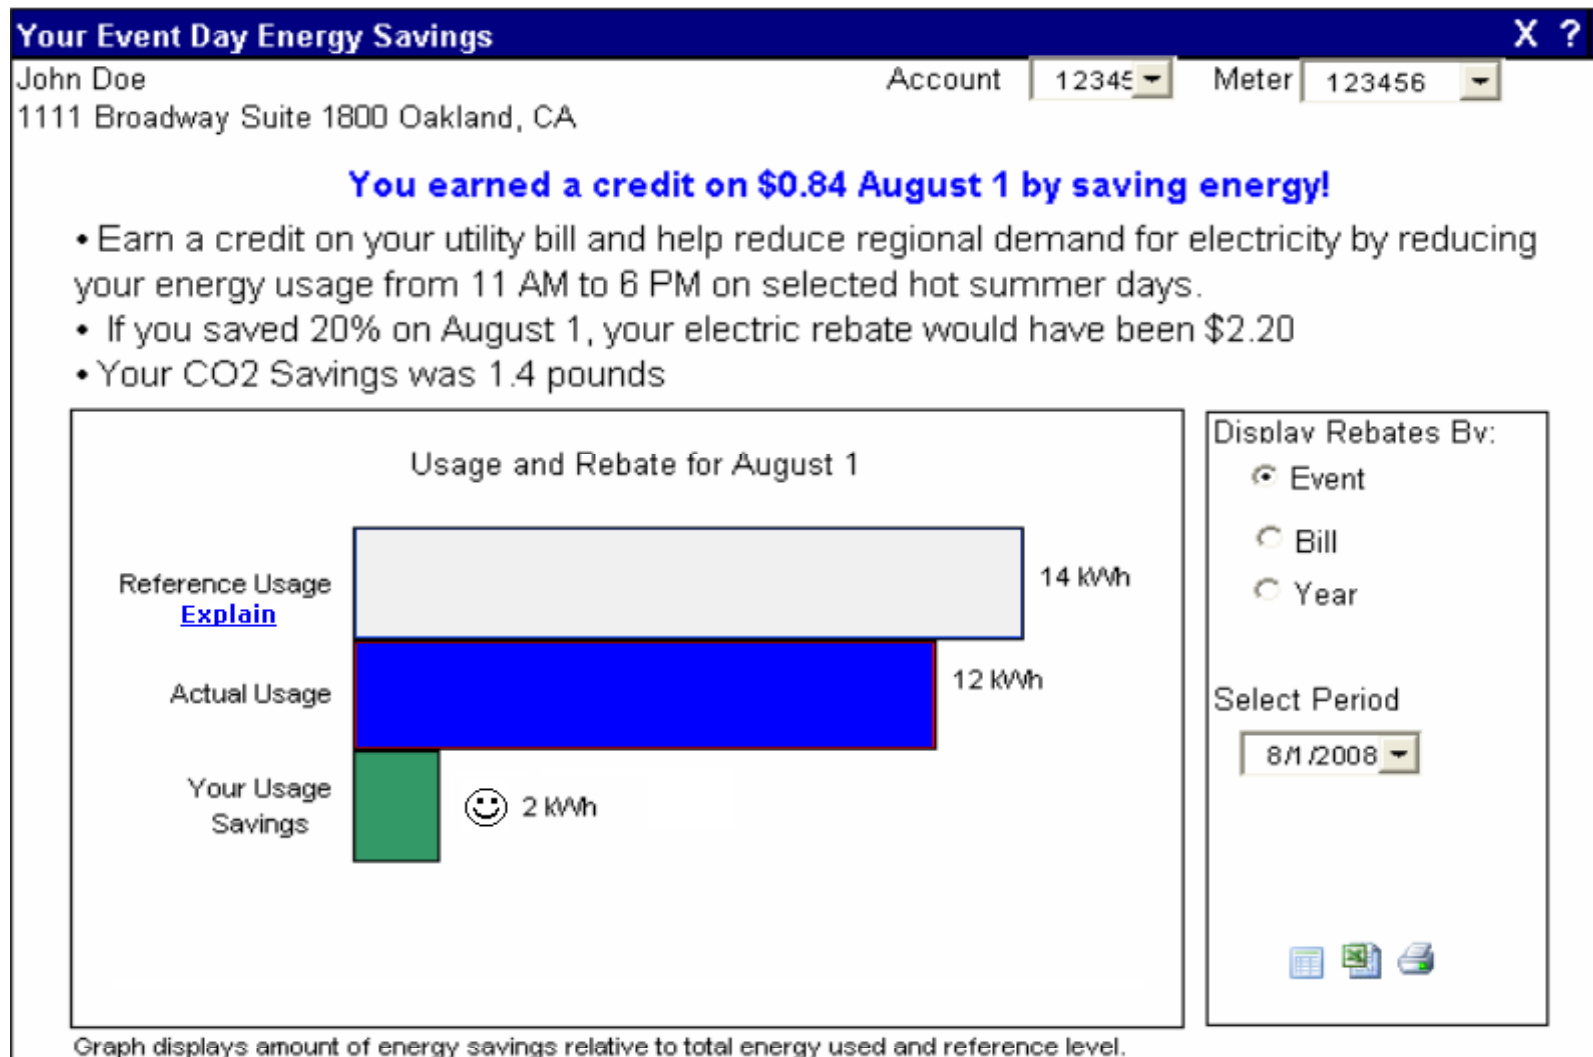 Your Event Day Energy Savings X ?
John Doe Account 12345 Meter 123456
1111 Broadway Suite 1800 Oakland, CA
You earned a credit on $0.84 August 1 by saving energy!
• Earn a credit on your utility bill and help reduce regional demand for electricity by reducing
your energy usage from 11 AM to 6 PM on selected hot summer days.
• If you saved 20% on August 1, your electric rebate would have been $2.20
• Your CO2 Savings was 1.4 pounds
Usage and Rebate for August 1
Reference Usage
Explain
14 kWh
Actual Usage
12 kWh
Your Usage
Savings
2 kWh
Display Rebates By:
Event
Bill
Year
Select Period
8/1/2008
Graph displays amount of energy savings relative to total energy used and reference level.